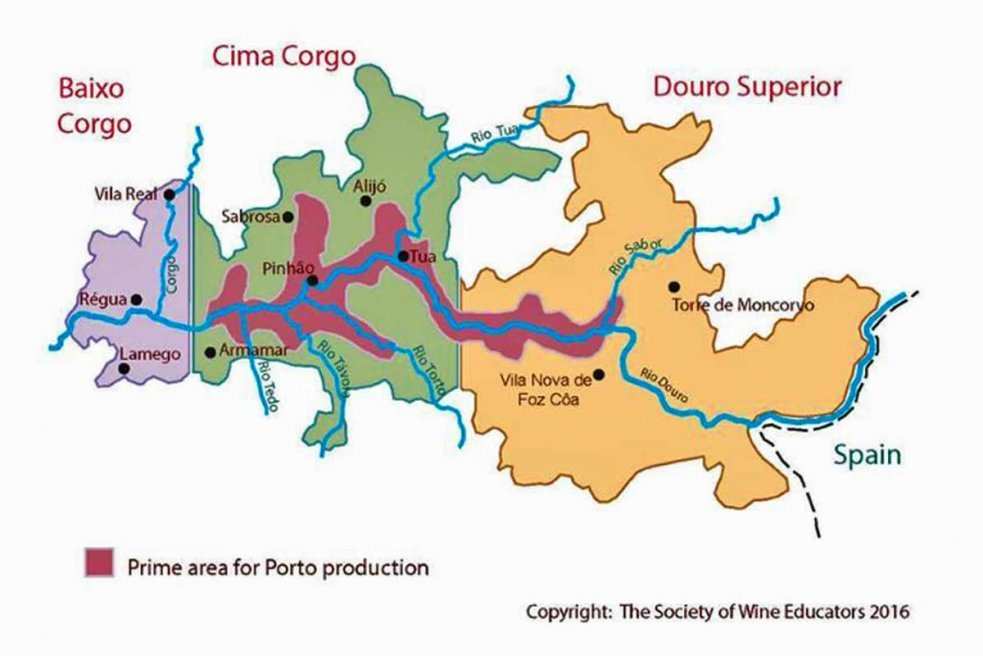 Cima Corgo
Baixo
Corgo
Douro Superior
Rio Tua
Vila Real
Alijó
Sabrosa
Corgo
Rio Sabor
Tua
Pinhão
Régua
Torre de Moncorvo
Lamego
Armamar
Rio Tedo
Rio Távora
Rio Torto
Vila Nova de
Foz Côa
Rio Douro
Spain
Prime area for Porto production
Copyright: The Society of Wine Educators 2016